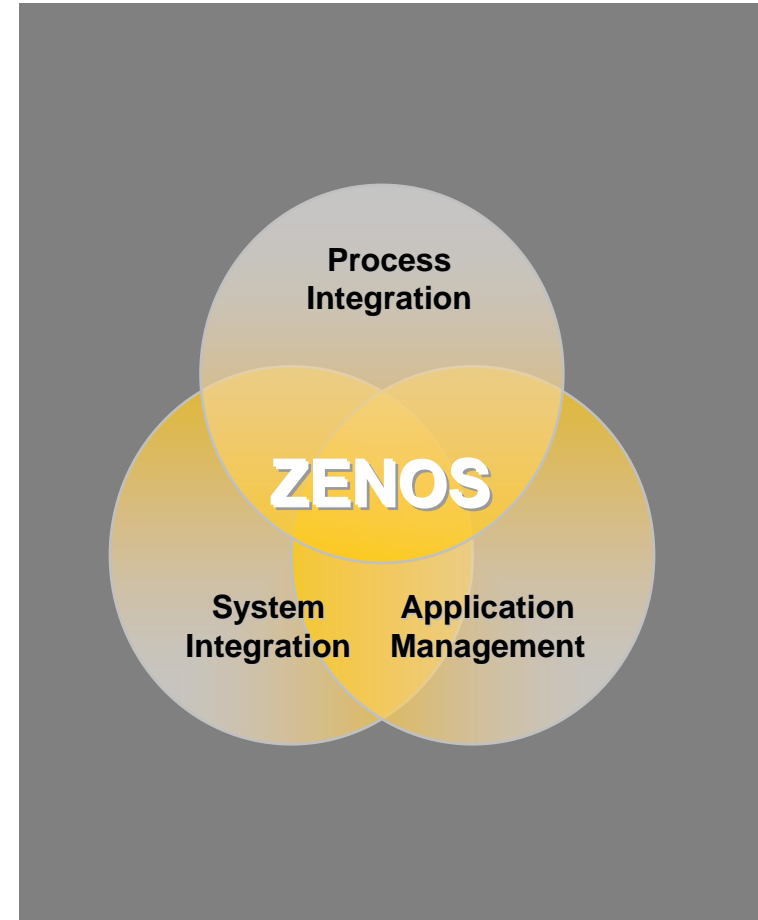 Process
Integration
ZENOS
System
Integration
Application
Management